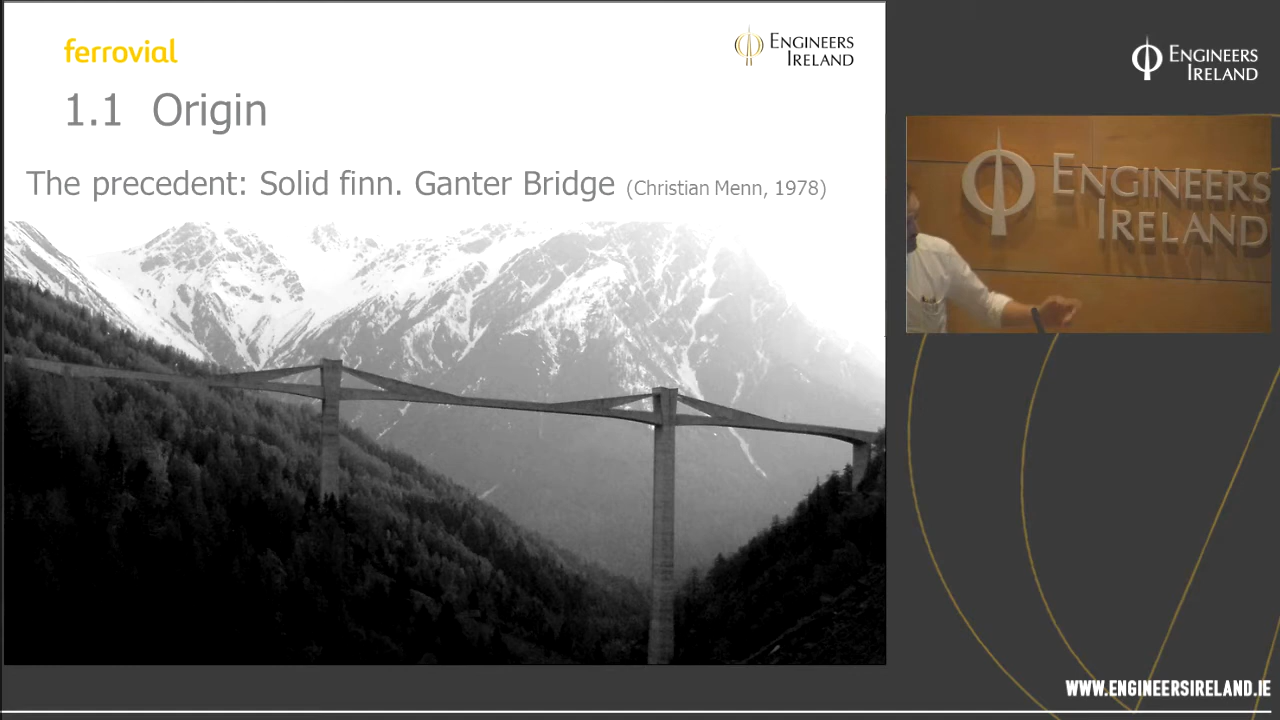 ferrovial
ENGINEERS
IRELAND
1.1 Origin
The precedent: Solid finn. Ganter Bridge (Christian Menn, 1978)
ENGINEERS
IRELAND
ENGINEERS
IRELAND
WWW.ENGINEERSIRELAND.IE